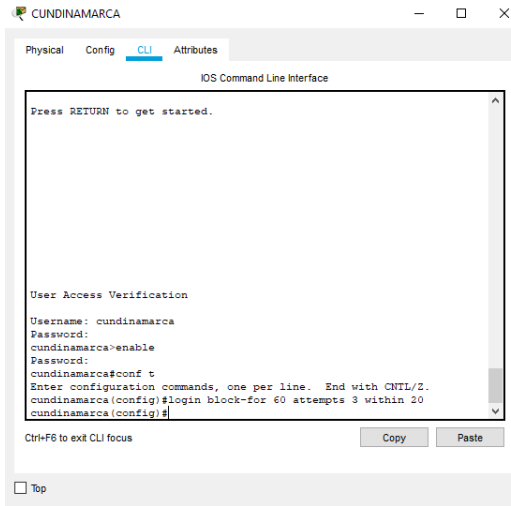 CUNDINAMARCA
Physical Config CLI Attributes
IOS Command Line Interface
Press RETURN to get started.
User Access Verification
Username: cundinamarca
Password:
cundinamarca>enable
Password:
cundinamarca#conf t
Enter configuration commands, one per line.  End with CNTL/Z.
cundinamarca(config)#login block-for 60 attempts 3 within 20
cundinamarca(config)#
Ctrl+F6 to exit CLI focus
Copy Paste
Top